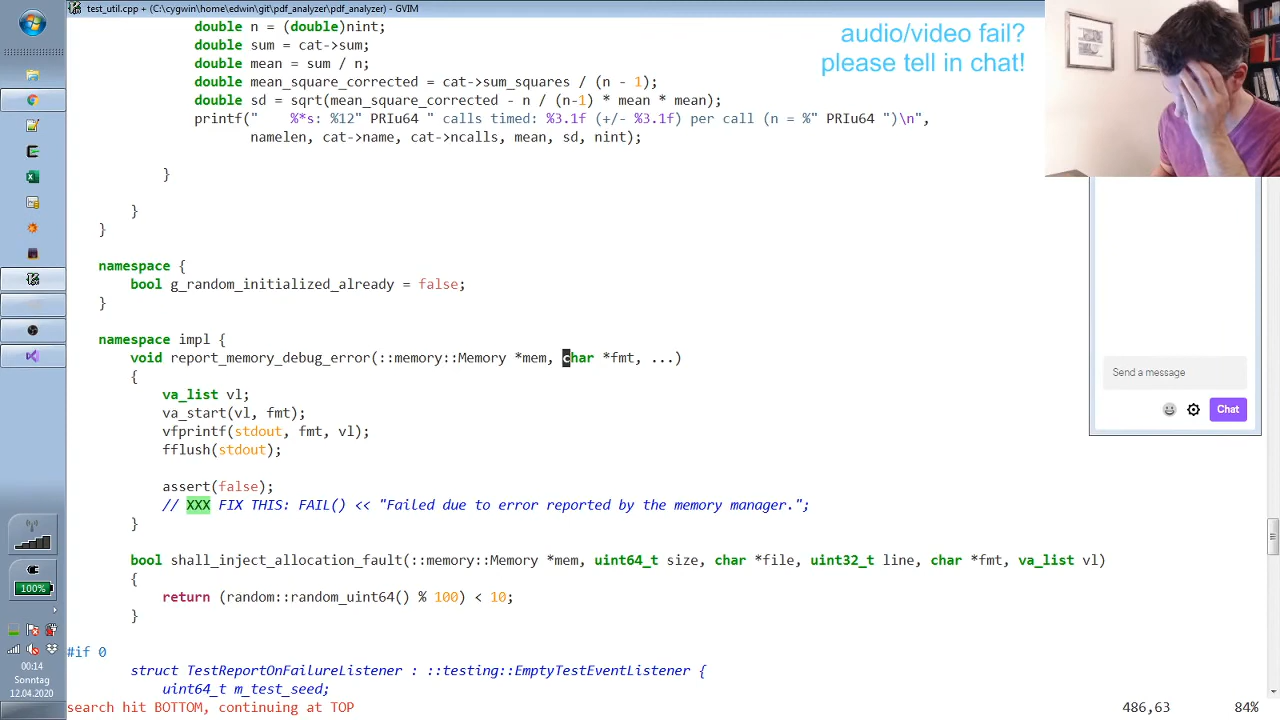 test_util.cpp (C:\cygwin\home\edwin\git\pdf_analyzer\pdf_analyzer) - GVIM
double n = (double)nint;
double sum = cat->sum;
double mean = sum / n;
double mean_square_corrected = cat->sum_squares / (n - 1);
double sd = sqrt(mean_square_corrected - n / (n-1) * mean * mean);
printf("    %*s: %12" PRIu64 " calls timed: %3.1f (+/- %3.1f) per call (n = %" PRIu64 ")\n",
namelen, cat->name, cat->ncalls, mean, sd, nint);
}
}
}
namespace {
bool g_random_initialized_already = false;
}
namespace impl {
void report_memory_debug_error(::memory::Memory *mem, char *fmt, ...)
{
va_list vl;
va_start(vl, fmt);
vfprintf(stdout, fmt, vl);
fflush(stdout);
assert(false);
// XXX FIX THIS: FAIL() << "Failed due to error reported by the memory manager.";
}
bool shall_inject_allocation_fault(::memory::Memory *mem, uint64_t size, char *file, uint32_t line, char *fmt, va_list vl)
{
return (random::random_uint64() % 100) < 10;
}
#if 0
struct TestReportOnFailureListener : ::testing::EmptyTestEventListener {
uint64_t m_test_seed;
search hit BOTTOM, continuing at TOP
486,63
84%
audio/video fail?
please tell in chat!
Send a message
Chat
100%
00:14
Sonntag
12.04.2020